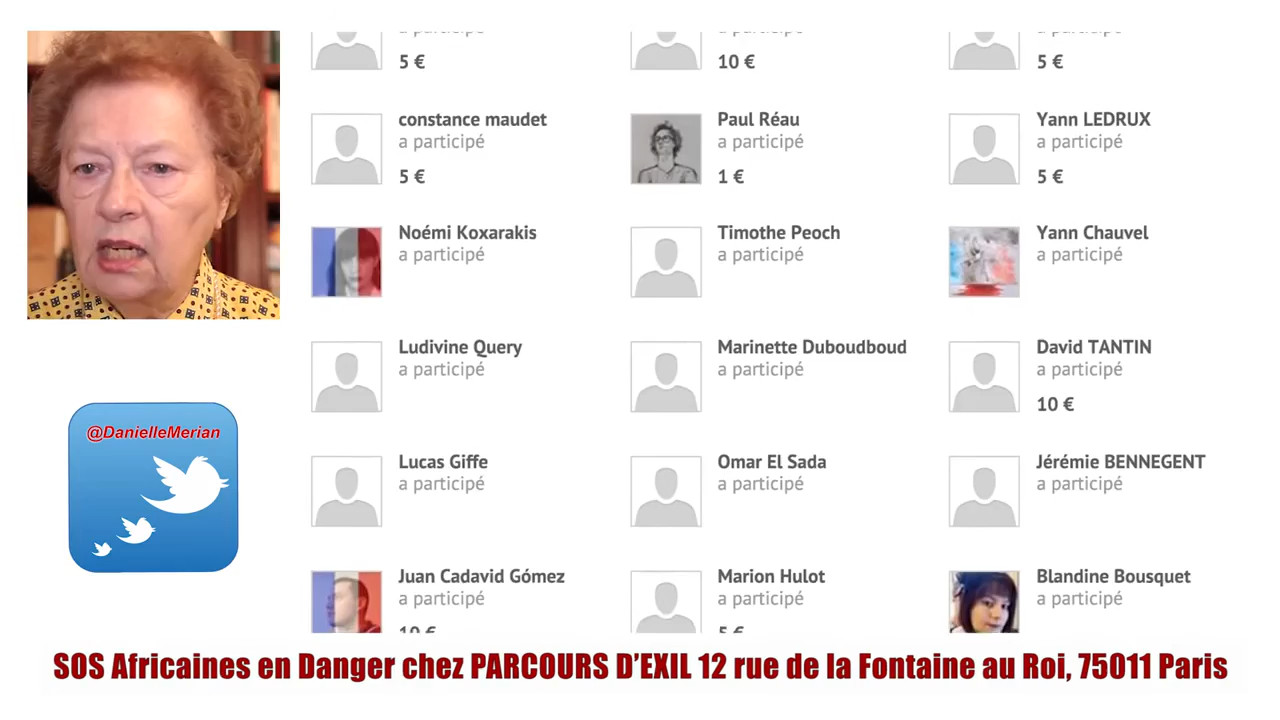 5 €
10 €
5 €
constance maudet
a participé
5 €
Paul Réau
a participé
1 €
Yann LEDRUX
a participé
5 €
Noémi Koxarakis
a participé
Timothe Peoch
a participé
Yann Chauvel
a participé
Ludivine Query
a participé
Marinette Duboudboud
a participé
David TANTIN
a participé
10 €
@DanielleMerian
Lucas Giffe
a participé
Omar El Sada
a participé
Jérémie BENNEGENT
a participé
Juan Cadavid Gómez
a participé
10 €
Marion Hulot
a participé
5 €
Blandine Bousquet
a participé
SOS Africaines en Danger chez PARCOURS D'EXIL 12 rue de la Fontaine au Roi, 75011 Paris